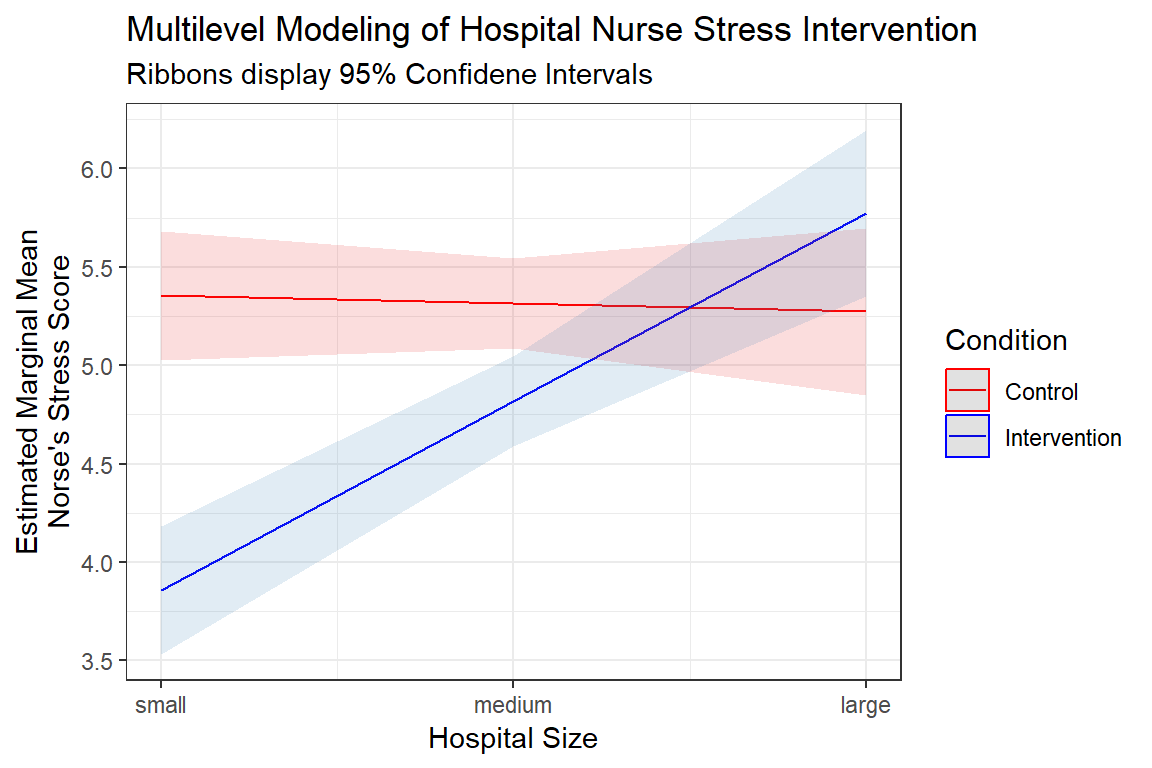 Multilevel Modeling of Hospital Nurse Stress Intervention
Ribbons display 95% Confidene Intervals
Estimated Marginal Mean
Norse's Stress Score
6.0
5.5
5.0
4.5
4.0
3.5
small
medium
large
Hospital Size
Condition
Control
Intervention